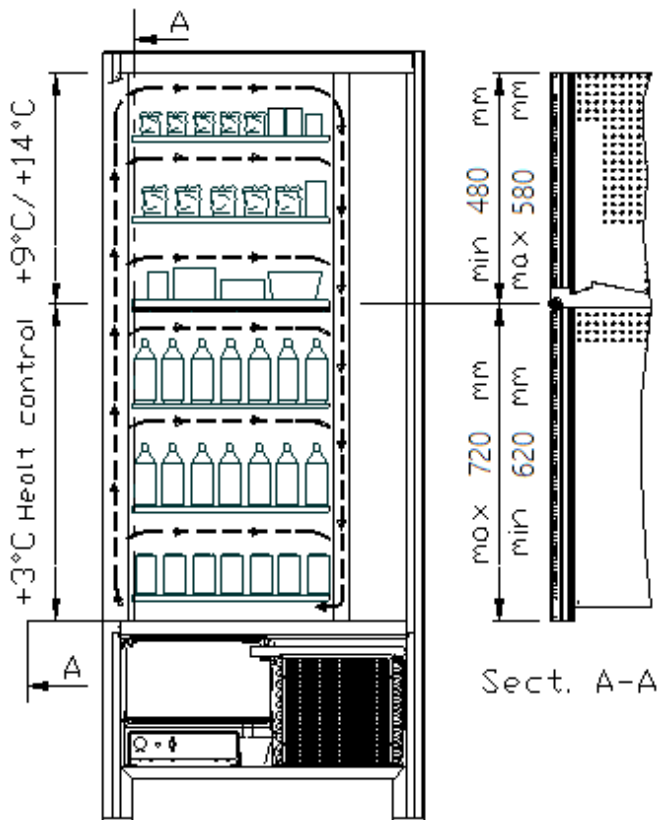 A
+9°C/+14°C
+3°C Healt control
min 480 mm
max 580 mm
max 720 mm
min 620 mm
A
Sect. A-A